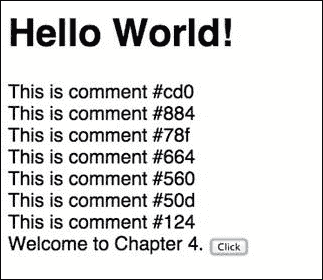 Hello World!
This is comment #cd0
This is comment #884
This is comment #78f
This is comment #664
This is comment #560
This is comment #50d
This is comment #124
Welcome to Chapter 4. Click